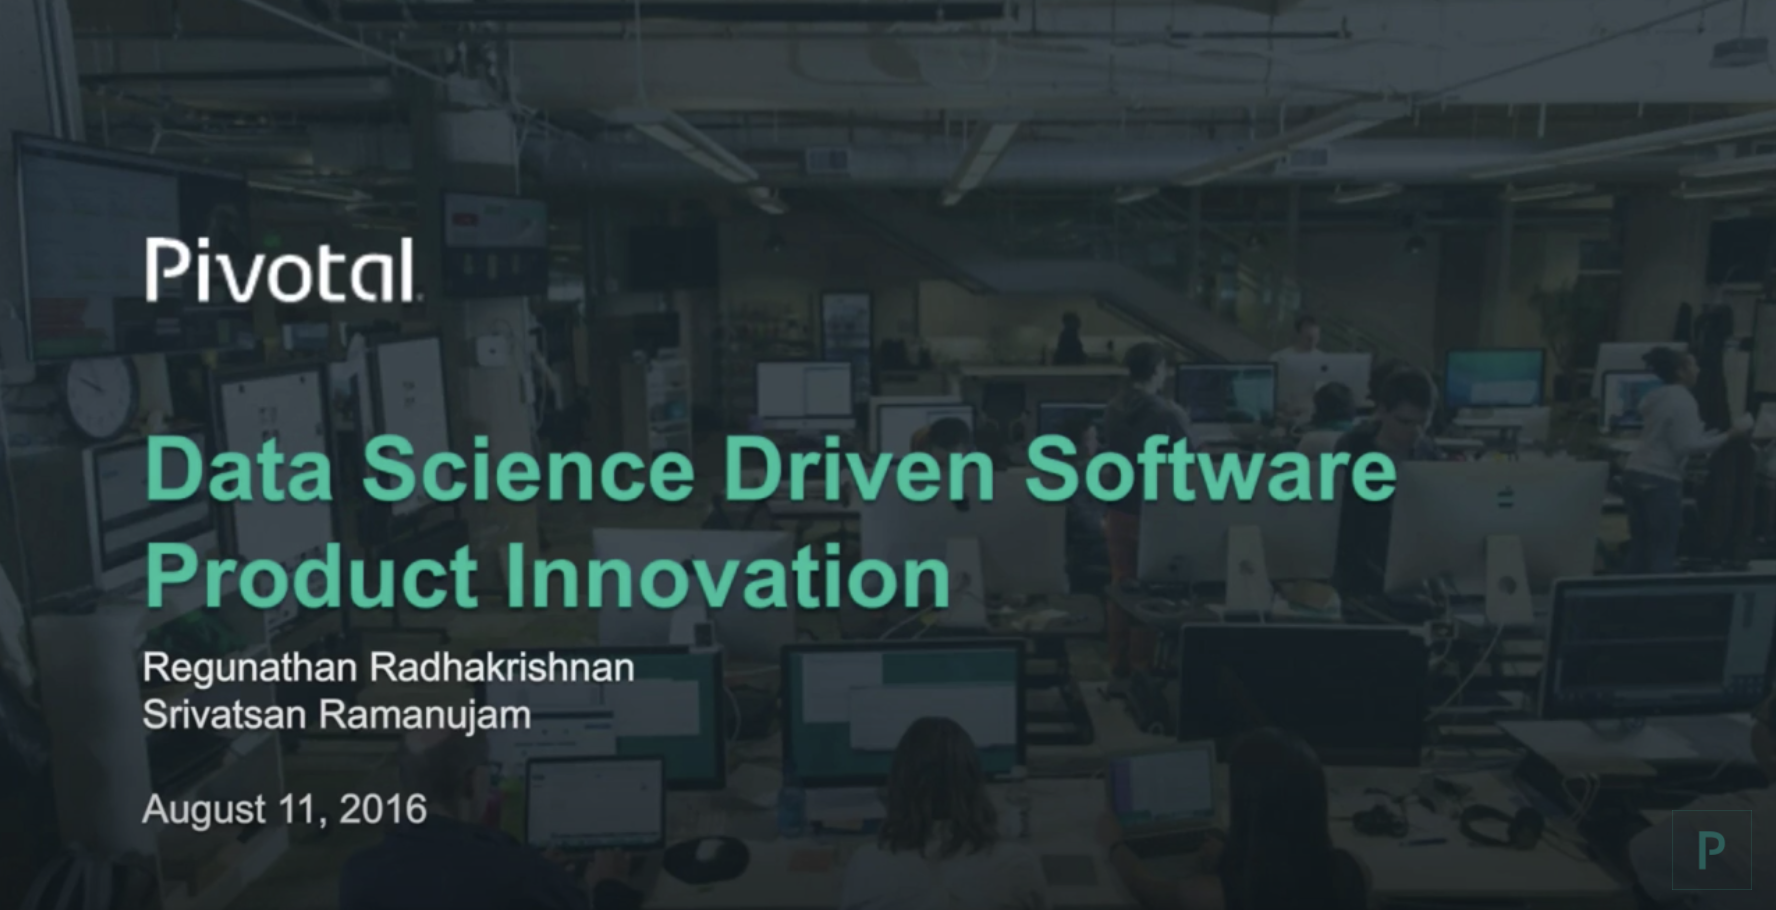 Pivotal
Data Science Driven Software
Product Innovation
Regunathan Radhakrishnan
Srivatsan Ramanujam
August 11, 2016
P